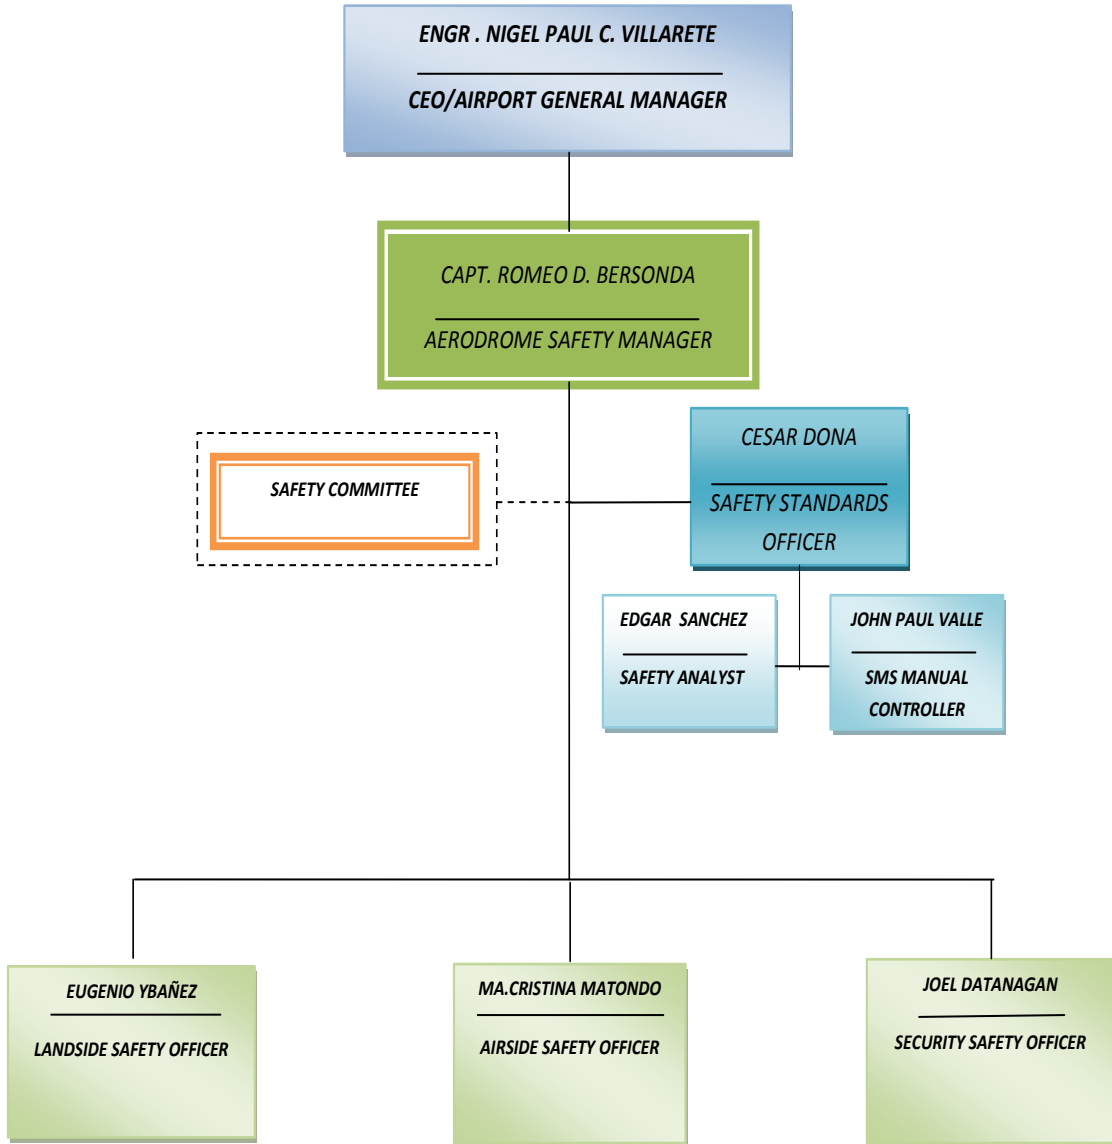 ENGR . NIGEL PAUL C. VILLARETE
CEO/AIRPORT GENERAL MANAGER
CAPT. ROMEO D. BERSONDA
AERODROME SAFETY MANAGER
SAFETY COMMITTEE
CESAR DONA
SAFETY STANDARDS
OFFICER
EDGAR  SANCHEZ
SAFETY ANALYST
JOHN PAUL VALLE
SMS MANUAL
CONTROLLER
EUGENIO YBAÑEZ
LANDSIDE SAFETY OFFICER
MA.CRISTINA MATONDO
AIRSIDE SAFETY OFFICER
JOEL DATANAGAN
SECURITY SAFETY OFFICER